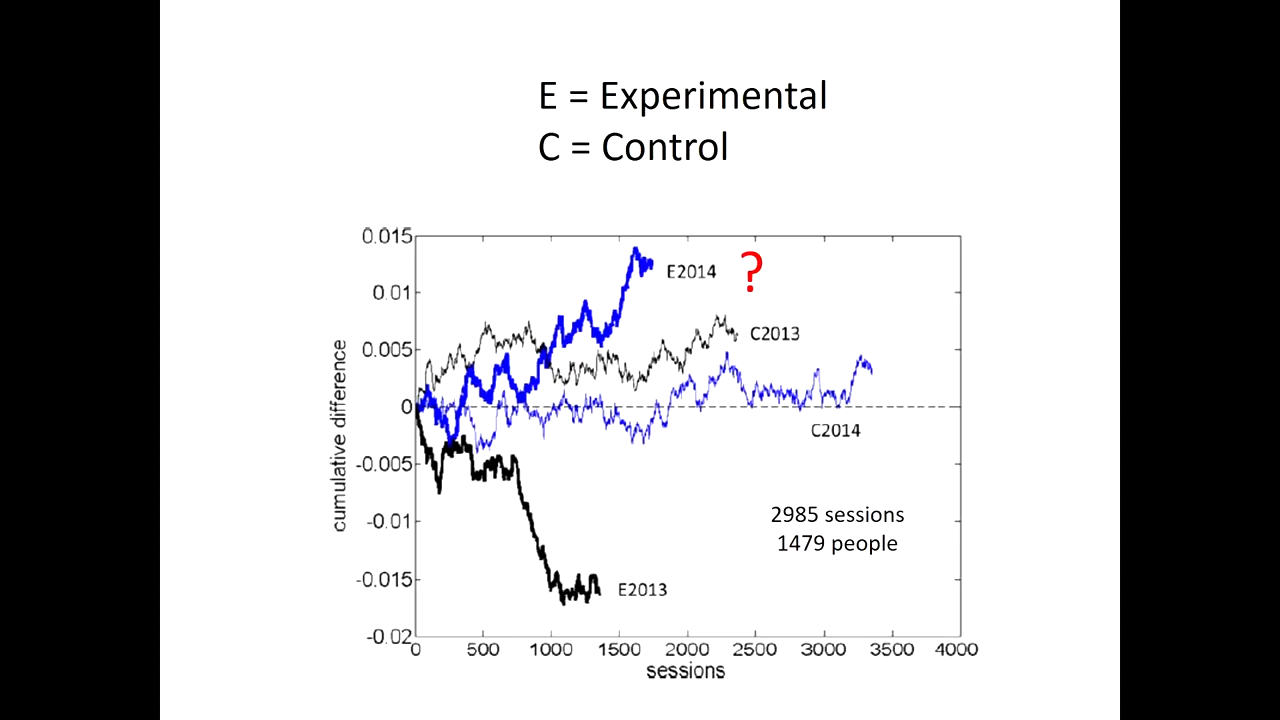 E = Experimental
C = Control
0.015
0.01
0.005
0
-0.005
-0.01
-0.015
-0.02
cumulative difference
E2014
?
C2013
C2014
2985 sessions
1479 people
E2013
0 500 1000 1500 2000 2500 3000 3500 4000
sessions